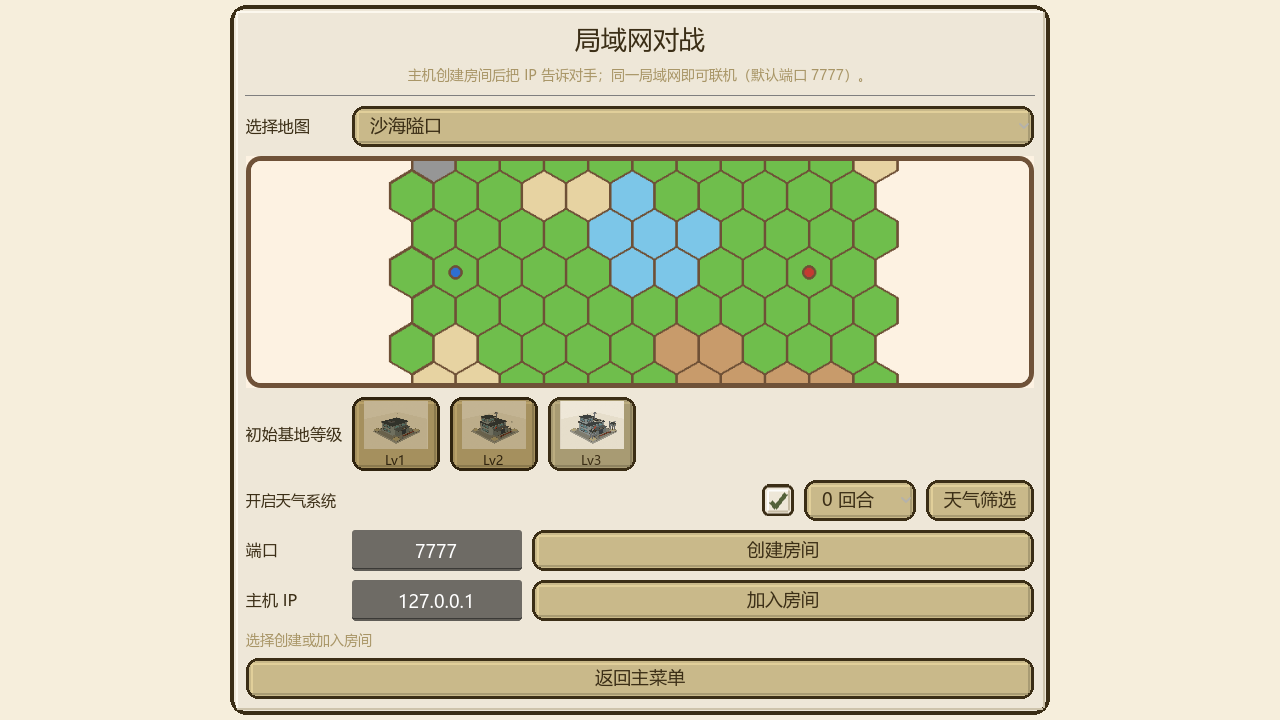 局域网对战
主机创建房间后把 IP 告诉对手；同一局域网即可联机（默认端口 7777）。
选择地图
沙海隘口
初始基地等级
Lv1
Lv2
Lv3
开启天气系统
0 回合
天气筛选
端口
7777
创建房间
主机 IP
127.0.0.1
加入房间
选择创建或加入房间
返回主菜单